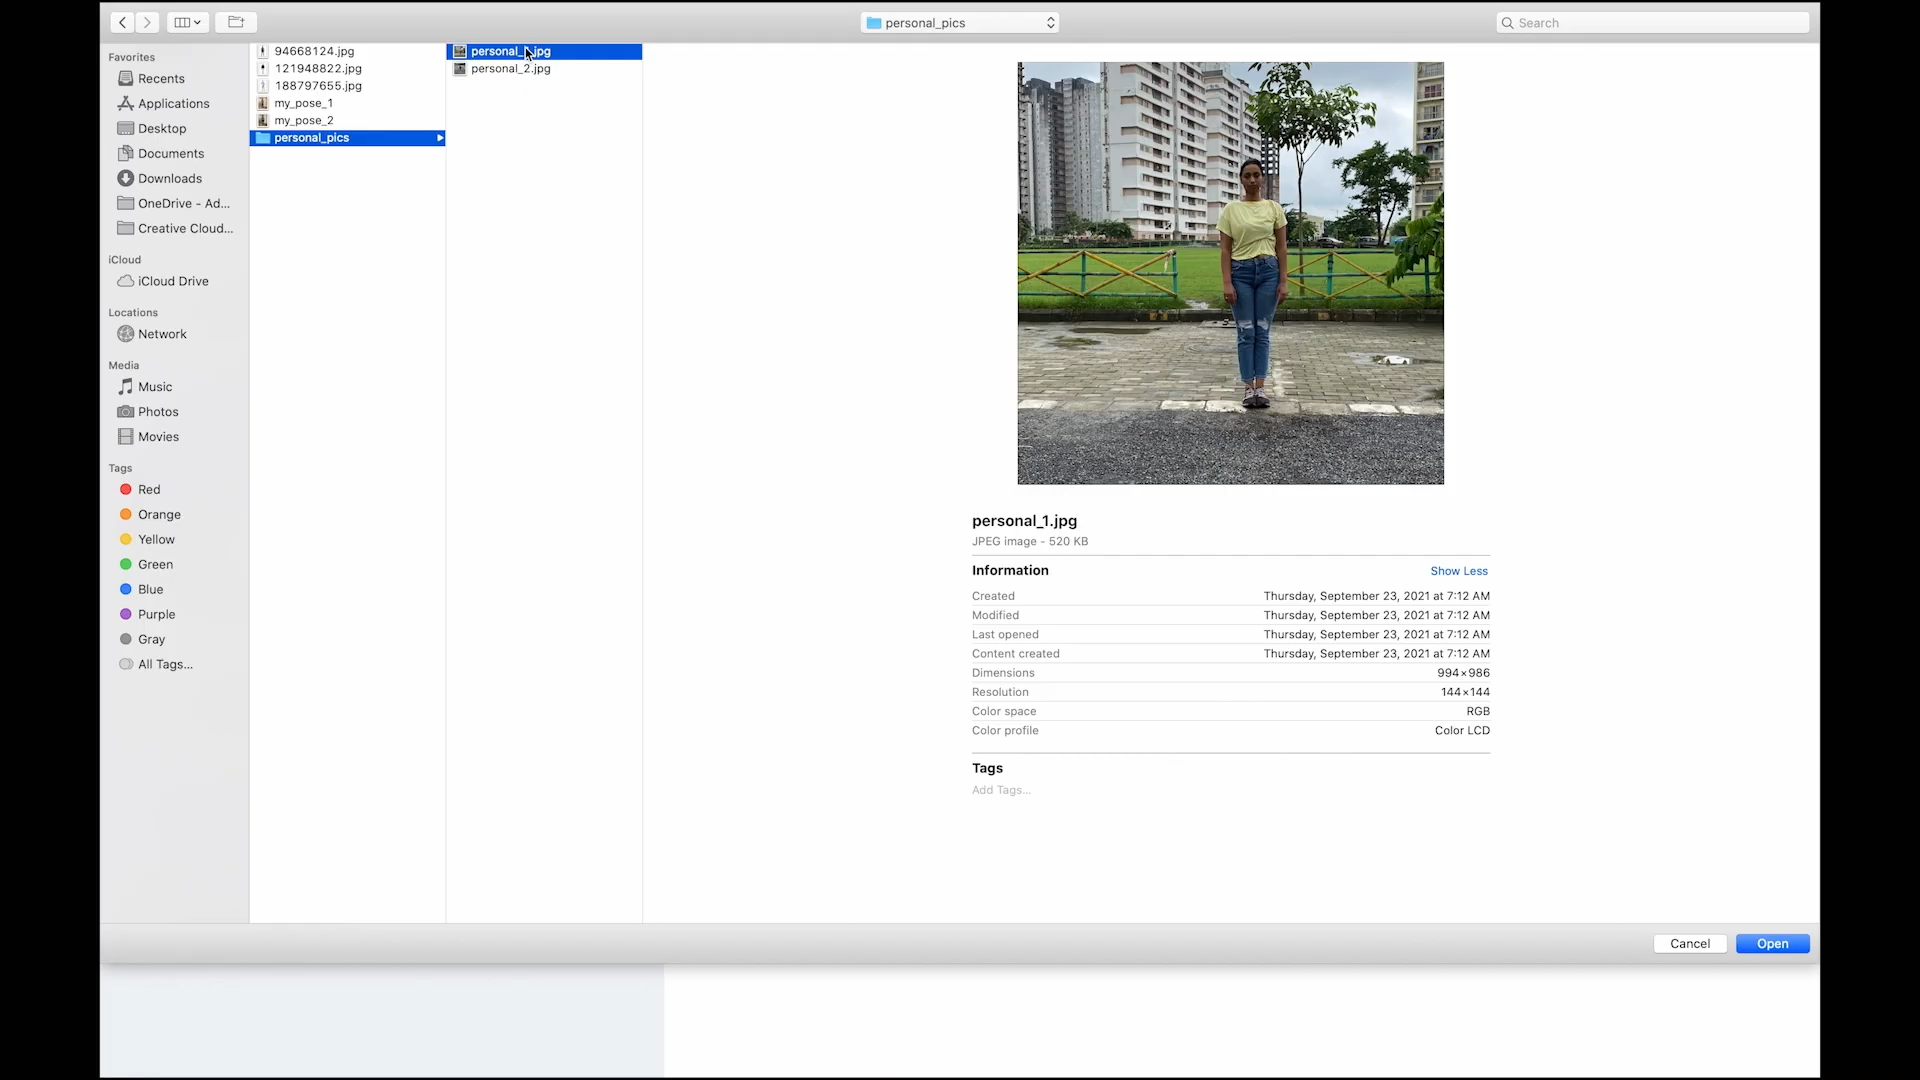 personal_pics
Search
Favorites
Recents
Applications
Desktop
Documents
Downloads
OneDrive - Ad...
Creative Cloud...
iCloud
iCloud Drive
Locations
Network
Media
Music
Photos
Movies
Tags
Red
Orange
Yellow
Green
Blue
Purple
Gray
All Tags...
94668124.jpg
121948822.jpg
188797655.jpg
my_pose_1
my_pose_2
personal_pics
personal_1.jpg
personal_2.jpg
personal_1.jpg
JPEG image - 520 KB
Information Show Less
Created Thursday, September 23, 2021 at 7:12 AM
Modified Thursday, September 23, 2021 at 7:12 AM
Last opened Thursday, September 23, 2021 at 7:12 AM
Content created Thursday, September 23, 2021 at 7:12 AM
Dimensions 994×986
Resolution 144×144
Color space RGB
Color profile Color LCD
Tags
Add Tags...
Cancel Open